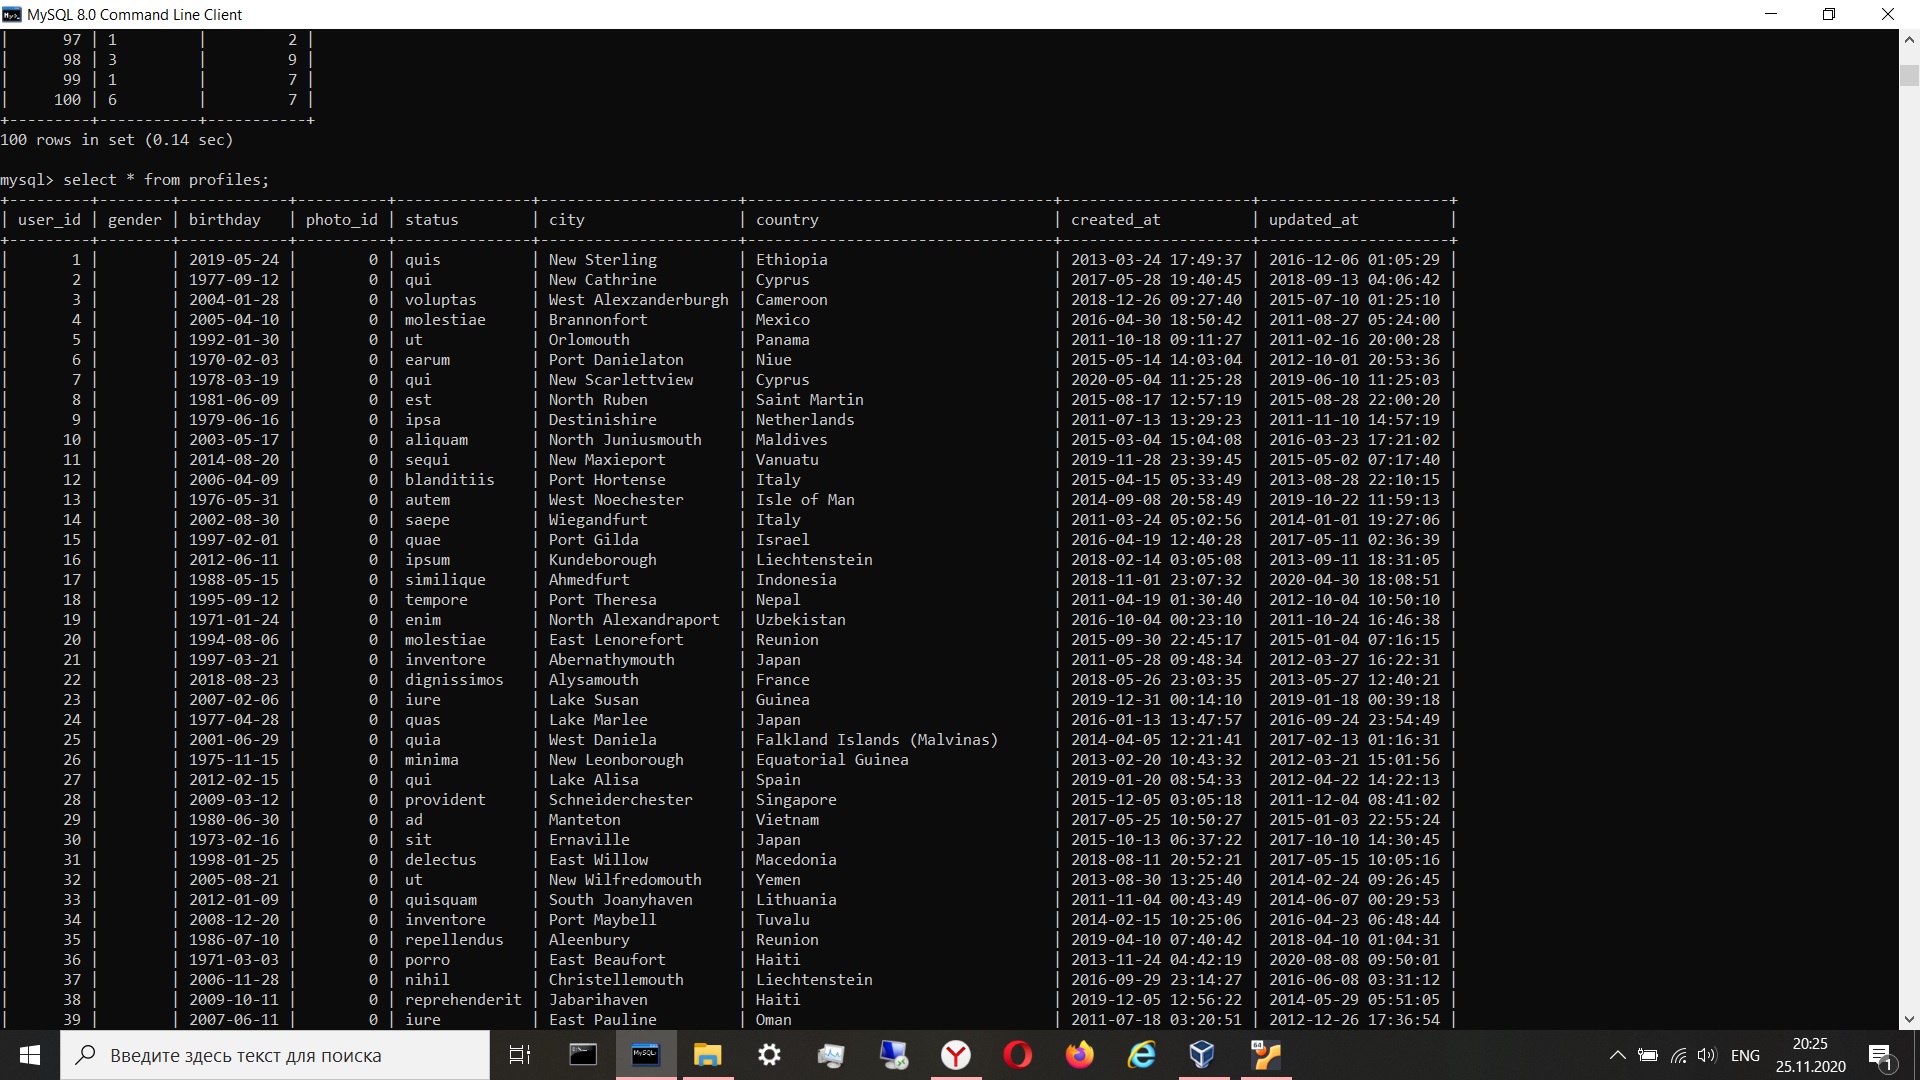 MySQL 8.0 Command Line Client
|      97 | 1         |         2 |
|      98 | 3         |         9 |
|      99 | 1         |         7 |
|     100 | 6         |         7 |
+---------+-----------+-----------+
100 rows in set (0.14 sec)
mysql> select * from profiles;
| user_id | gender | birthday   | photo_id | status        | city                 | country                           | created_at          | updated_at          |
| 1 | | 2019-05-24 | 0 | quis | New Sterling | Ethiopia | 2013-03-24 17:49:37 | 2016-12-06 01:05:29 |
| 2 | | 1977-09-12 | 0 | qui | New Cathrine | Cyprus | 2017-05-28 19:40:45 | 2018-09-13 04:06:42 |
| 3 | | 2004-01-28 | 0 | voluptas | West Alexzanderburgh | Cameroon | 2018-12-26 09:27:40 | 2015-07-10 01:25:10 |
| 4 | | 2005-04-10 | 0 | molestiae | Brannonfort | Mexico | 2016-04-30 18:50:42 | 2011-08-27 05:24:00 |
| 5 | | 1992-01-30 | 0 | ut | Orlomouth | Panama | 2011-10-18 09:11:27 | 2011-02-16 20:00:28 |
| 6 | | 1970-02-03 | 0 | earum | Port Danielaton | Niue | 2015-05-14 14:03:04 | 2012-10-01 20:53:36 |
| 7 | | 1978-03-19 | 0 | qui | New Scarlettview | Cyprus | 2020-05-04 11:25:28 | 2019-06-10 11:25:03 |
| 8 | | 1981-06-09 | 0 | est | North Ruben | Saint Martin | 2015-08-17 12:57:19 | 2015-08-28 22:00:20 |
| 9 | | 1979-06-16 | 0 | ipsa | Destinishire | Netherlands | 2011-07-13 13:29:23 | 2011-11-10 14:57:19 |
| 10 | | 2003-05-17 | 0 | aliquam | North Juniusmouth | Maldives | 2015-03-04 15:04:08 | 2016-03-23 17:21:02 |
| 11 | | 2014-08-20 | 0 | sequi | New Maxieport | Vanuatu | 2019-11-28 23:39:45 | 2015-05-02 07:17:40 |
| 12 | | 2006-04-09 | 0 | blanditiis | Port Hortense | Italy | 2015-04-15 05:33:49 | 2013-08-28 22:10:15 |
| 13 | | 1976-05-31 | 0 | autem | West Noechester | Isle of Man | 2014-09-08 20:58:49 | 2019-10-22 11:59:13 |
| 14 | | 2002-08-30 | 0 | saepe | Wiegandfurt | Italy | 2011-03-24 05:02:56 | 2014-01-01 19:27:06 |
| 15 | | 1997-02-01 | 0 | quae | Port Gilda | Israel | 2016-04-19 12:40:28 | 2017-05-11 02:36:39 |
| 16 | | 2012-06-11 | 0 | ipsum | Kundeborough | Liechtenstein | 2018-02-14 03:05:08 | 2013-09-11 18:31:05 |
| 17 | | 1988-05-15 | 0 | similique | Ahmedfurt | Indonesia | 2018-11-01 23:07:32 | 2020-04-30 18:08:51 |
| 18 | | 1995-09-12 | 0 | tempore | Port Theresa | Nepal | 2011-04-19 01:30:40 | 2012-10-04 10:50:10 |
| 19 | | 1971-01-24 | 0 | enim | North Alexandraport | Uzbekistan | 2016-10-04 00:23:10 | 2011-10-24 16:46:38 |
| 20 | | 1994-08-06 | 0 | molestiae | East Lenorefort | Reunion | 2015-09-30 22:45:17 | 2015-01-04 07:16:15 |
| 21 | | 1997-03-21 | 0 | inventore | Abernathymouth | Japan | 2011-05-28 09:48:34 | 2012-03-27 16:22:31 |
| 22 | | 2018-08-23 | 0 | dignissimos | Alysamouth | France | 2018-05-26 23:03:35 | 2013-05-27 12:40:21 |
| 23 | | 2007-02-06 | 0 | iure | Lake Susan | Guinea | 2019-12-31 00:14:10 | 2019-01-18 00:39:18 |
| 24 | | 1977-04-28 | 0 | quas | Lake Marlee | Japan | 2016-01-13 13:47:57 | 2016-09-24 23:54:49 |
| 25 | | 2001-06-29 | 0 | quia | West Daniela | Falkland Islands (Malvinas) | 2014-04-05 12:21:41 | 2017-02-13 01:16:31 |
| 26 | | 1975-11-15 | 0 | minima | New Leonborough | Equatorial Guinea | 2013-02-20 10:43:32 | 2012-03-21 15:01:56 |
| 27 | | 2012-02-15 | 0 | qui | Lake Alisa | Spain | 2019-01-20 08:54:33 | 2012-04-22 14:22:13 |
| 28 | | 2009-03-12 | 0 | provident | Schneiderchester | Singapore | 2015-12-05 03:05:18 | 2011-12-04 08:41:02 |
| 29 | | 1980-06-30 | 0 | ad | Manteton | Vietnam | 2017-05-25 10:50:27 | 2015-01-03 22:55:24 |
| 30 | | 1973-02-16 | 0 | sit | Ernaville | Japan | 2015-10-13 06:37:22 | 2017-10-10 14:30:45 |
| 31 | | 1998-01-25 | 0 | delectus | East Willow | Macedonia | 2018-08-11 20:52:21 | 2017-05-15 10:05:16 |
| 32 | | 2005-08-21 | 0 | ut | New Wilfredomouth | Yemen | 2013-08-30 13:25:40 | 2014-02-24 09:26:45 |
| 33 | | 2012-01-09 | 0 | quisquam | South Joanyhaven | Lithuania | 2011-11-04 00:43:49 | 2014-06-07 00:29:53 |
| 34 | | 2008-12-20 | 0 | inventore | Port Maybell | Tuvalu | 2014-02-15 10:25:06 | 2016-04-23 06:48:44 |
| 35 | | 1986-07-10 | 0 | repellendus | Aleenbury | Reunion | 2019-04-10 07:40:42 | 2018-04-10 01:04:31 |
| 36 | | 1971-03-03 | 0 | porro | East Beaufort | Haiti | 2013-11-24 04:42:19 | 2020-08-08 09:50:01 |
| 37 | | 2006-11-28 | 0 | nihil | Christellemouth | Liechtenstein | 2016-09-29 23:14:27 | 2016-06-08 03:31:12 |
| 38 | | 2009-10-11 | 0 | reprehenderit | Jabarihaven | Haiti | 2019-12-05 12:56:22 | 2014-05-29 05:51:05 |
| 39 | | 2007-06-11 | 0 | iure | East Pauline | Oman | 2011-07-18 03:20:51 | 2012-12-26 17:36:54 |
Введите здесь текст для поиска
MySQL
64
ENG
20:25
25.11.2020
1